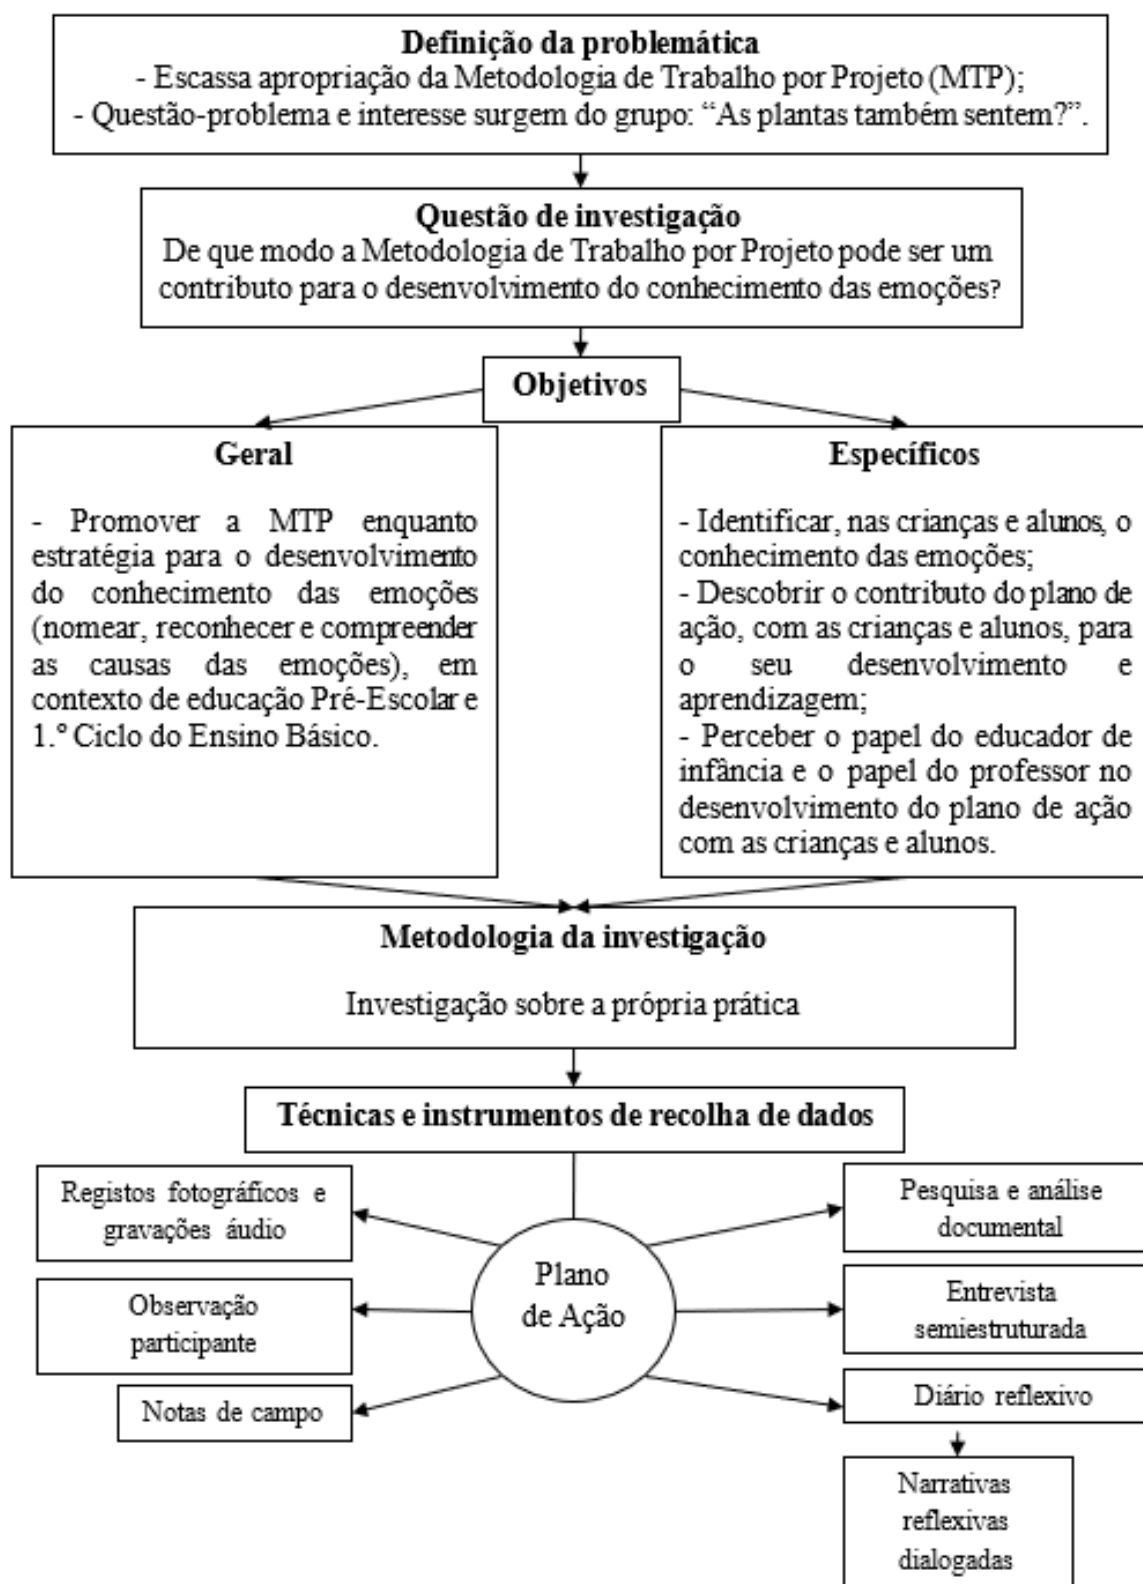 Definição da problemática
- Escassa apropriação da Metodologia de Trabalho por Projeto (MTP);
- Questão-problema e interesse surgem do grupo: “As plantas também sentem?”.
Questão de investigação
De que modo a Metodologia de Trabalho por Projeto pode ser um
contributo para o desenvolvimento do conhecimento das emoções?
Objetivos
Geral
- Promover a MTP enquanto
estratégia para o desenvolvimento
do conhecimento das emoções
(nomear, reconhecer e compreender
as causas das emoções), em
contexto de educação Pré-Escolar e
1.º Ciclo do Ensino Básico.
Específicos
- Identificar, nas crianças e alunos, o
conhecimento das emoções;
- Descobrir o contributo do plano de
ação, com as crianças e alunos, para
o seu desenvolvimento e
aprendizagem;
- Perceber o papel do educador de
infância e o papel do professor no
desenvolvimento do plano de ação
com as crianças e alunos.
Metodologia da investigação
Investigação sobre a própria prática
Técnicas e instrumentos de recolha de dados
Registos fotográficos e
gravações áudio
Observação
participante
Notas de campo
Plano
de Ação
Pesquisa e análise
documental
Entrevista
semiestruturada
Diário reflexivo
Narrativas
reflexivas
dialogadas